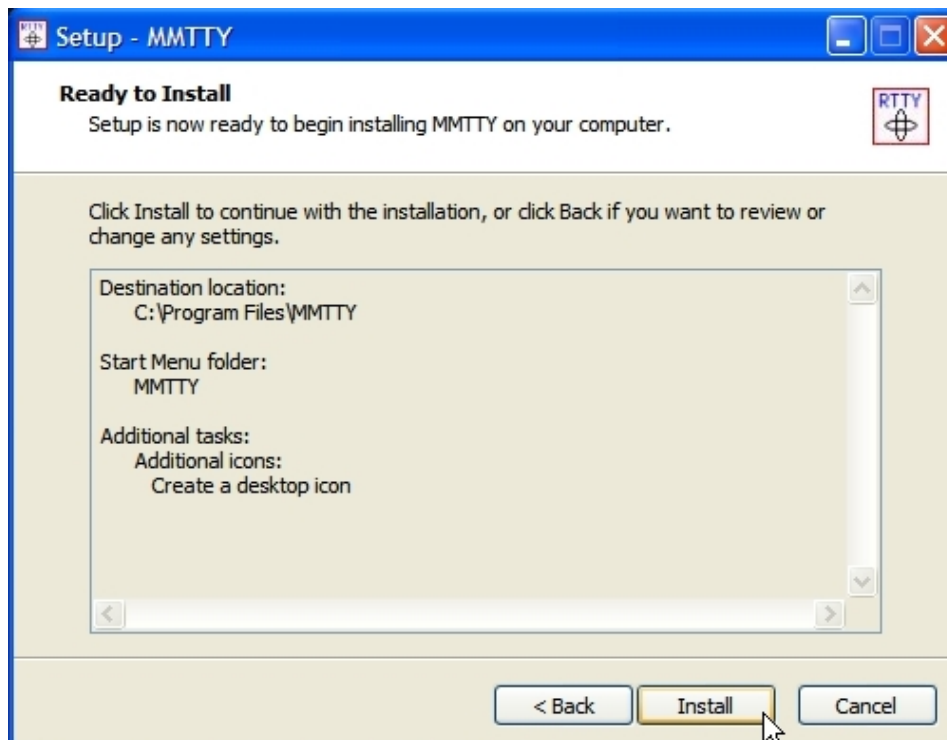 Setup - MMTTY
Ready to Install
Setup is now ready to begin installing MMTTY on your computer.
RTTY
Click Install to continue with the installation, or click Back if you want to review or
change any settings.
Destination location:
C:\Program Files\MMTTY
Start Menu folder:
MMTTY
Additional tasks:
Additional icons:
Create a desktop icon
< Back
Install
Cancel